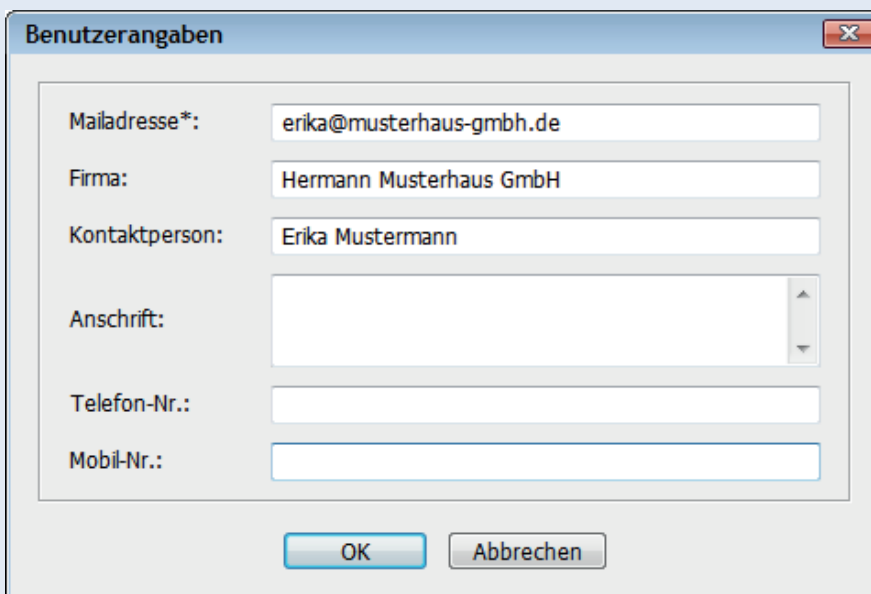 Benutzerangaben
Mailadresse*: erika@musterhaus-gmbh.de
Firma: Hermann Musterhaus GmbH
Kontaktperson: Erika Mustermann
Anschrift:
Telefon-Nr.:
Mobil-Nr.:
OK Abbrechen